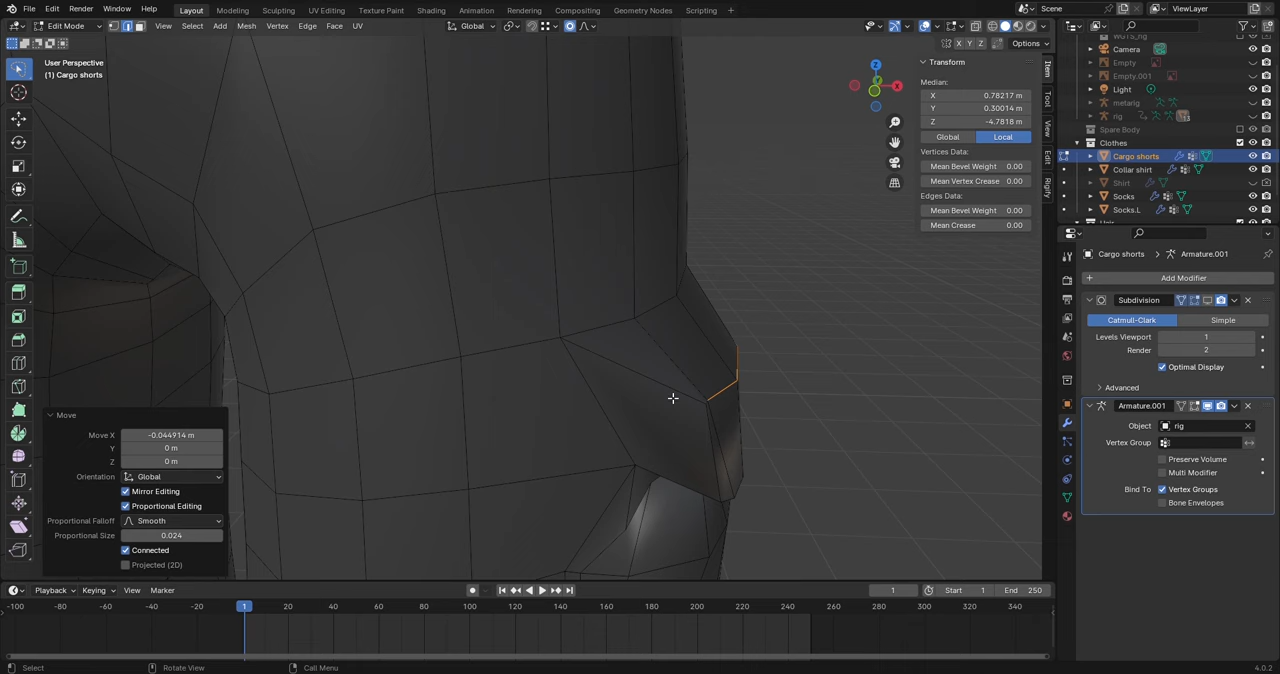 File Edit Render Window Help Layout Modeling Sculpting UV Editing Texture Paint Shading Animation Rendering Compositing Geometry Nodes Scripting + Scene ViewLayer
Edit Mode View Select Add Mesh Vertex Edge Face UV Global
X Y Z Options
User Perspective
(1) Cargo shorts
Transform
Median:
X 0.78217 m
Y 0.30014 m
Z -4.7818 m
Global Local
Vertices Data:
Mean Bevel Weight 0.00
Mean Vertex Crease 0.00
Edges Data:
Mean Bevel Weight 0.00
Mean Crease 0.00
Item
Tool
View
Edit
Rigify
Z
X
Y
WGTS_rig
Camera
Empty
Empty.001
Light
metarig
rig
13
Spare Body
Clothes
Cargo shorts
Collar shirt
Shirt
Socks
Socks.L
Cargo shorts > Armature.001
+ Add Modifier
Subdivision
Catmull-Clark Simple
Levels Viewport 1
Render 2
Optimal Display
Advanced
Armature.001
Object rig
Vertex Group
Preserve Volume
Multi Modifier
Bind To Vertex Groups
Bone Envelopes
Move
Move X -0.044914 m
Y 0 m
Z 0 m
Orientation Global
Mirror Editing
Proportional Editing
Proportional Falloff Smooth
Proportional Size 0.024
Connected
Projected (2D)
Playback Keying View Marker 1 Start 1 End 250
-100 -80 -60 -40 -20 1 20 40 60 80 100 120 140 160 180 200 220 240 260 280 300 320 340
Select Rotate View Call Menu 4.0.2